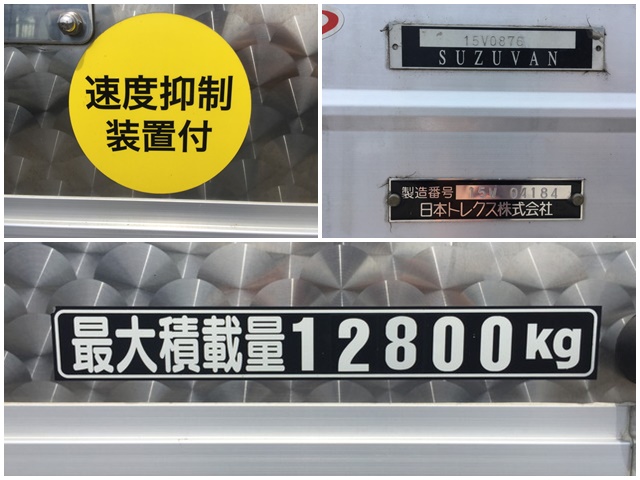 速度抑制
装置付
15V0876
SUZUVAN
製造番号 15V 04184
日本トレクス株式会社
最大積載量12800kg